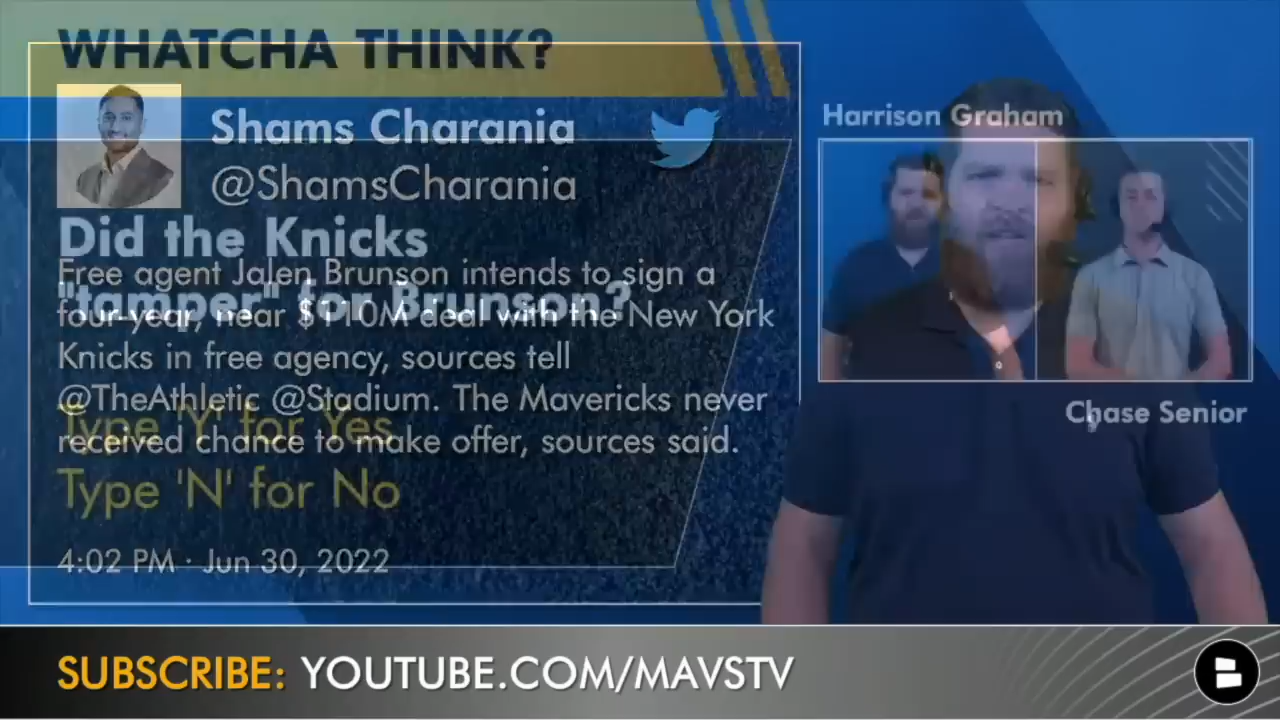 WHATCHA THINK?
Shams Charania
@ShamsCharania
Harrison Graham
Did the Knicks
"tamper" for Brunson?
Free agent Jalen Brunson intends to sign a
four-year, near $110M deal with the New York
Knicks in free agency, sources tell
@TheAthletic @Stadium. The Mavericks never
received chance to make offer, sources said.
Type 'Y' for Yes
Type 'N' for No
Chase Senior
4:02 PM · Jun 30, 2022
SUBSCRIBE: YOUTUBE.COM/MAVSTV